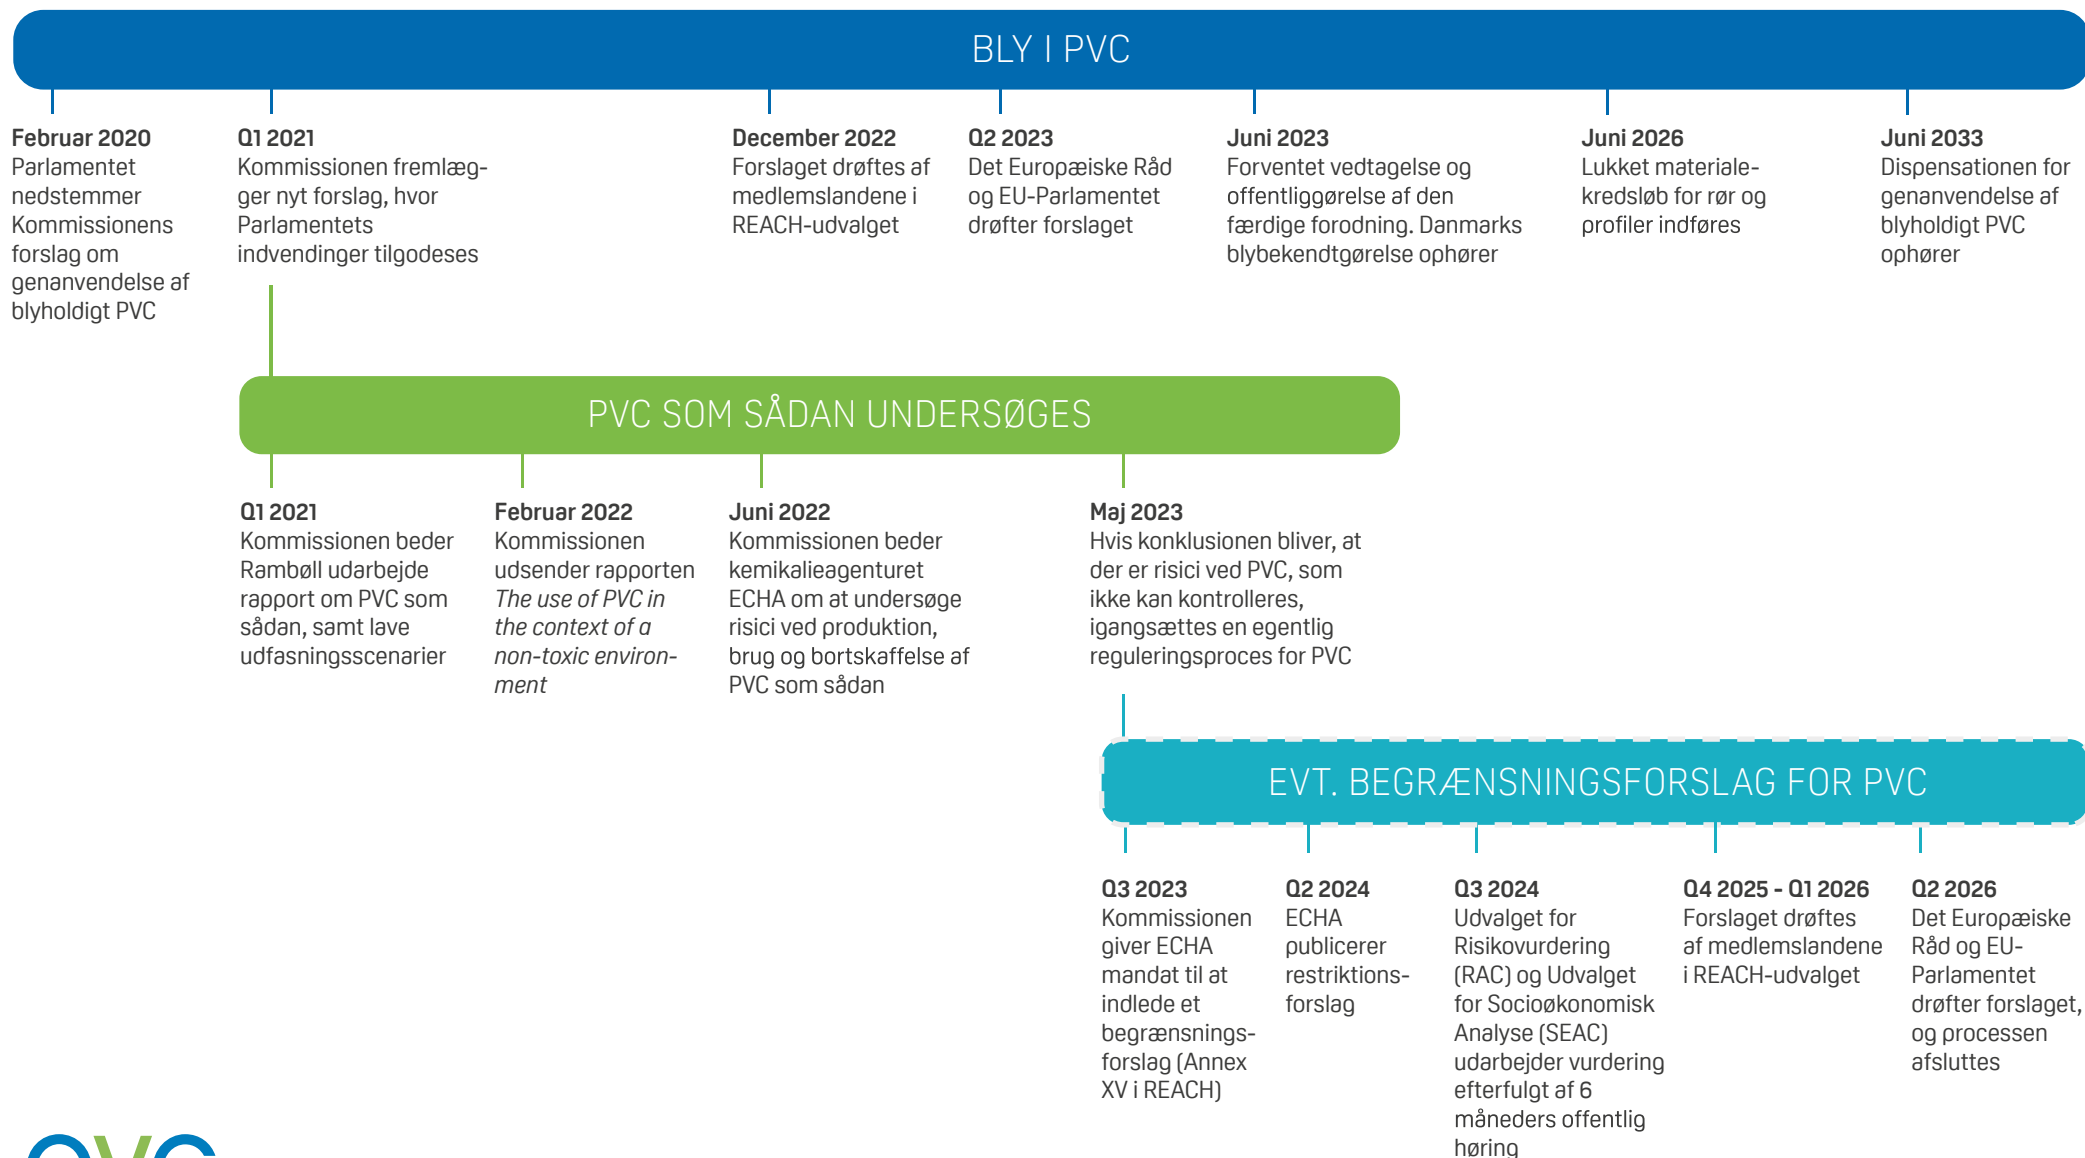 BLY I PVC
Februar 2020
Parlamentet
nedstemmer
Kommissionens
forslag om
genanvendelse af
blyholdigt PVC
Q1 2021
Kommissionen fremlæg-
ger nyt forslag, hvor
Parlamentets
indvendinger tilgodeses
December 2022
Forslaget drøftes af
medlemslandene i
REACH-udvalget
Q2 2023
Det Europæiske Råd
og EU-Parlamentet
drøfter forslaget
Juni 2023
Forventet vedtagelse og
offentliggørelse af den
færdige forodning. Danmarks
blybekendtgørelse ophører
Juni 2026
Lukket materiale-
kredsløb for rør og
profiler indføres
Juni 2033
Dispensationen for
genanvendelse af
blyholdigt PVC
ophører
PVC SOM SÅDAN UNDERSØGES
Q1 2021
Kommissionen beder
Rambøll udarbejde
rapport om PVC som
sådan, samt lave
udfasningsscenarier
Februar 2022
Kommissionen
udsender rapporten
The use of PVC in
the context of a
non-toxic environ-
ment
Juni 2022
Kommissionen beder
kemikalieagenturet
ECHA om at undersøge
risici ved produktion,
brug og bortskaffelse af
PVC som sådan
Maj 2023
Hvis konklusionen bliver, at
der er risici ved PVC, som
ikke kan kontrolleres,
igangsættes en egentlig
reguleringsproces for PVC
EVT. BEGRÆNSNINGSFORSLAG FOR PVC
Q3 2023
Kommissionen
giver ECHA
mandat til at
indlede et
begrænsnings-
forslag (Annex
XV i REACH)
Q2 2024
ECHA
publicerer
restriktions-
forslag
Q3 2024
Udvalget for
Risikovurdering
(RAC) og Udvalget
for Socioøkonomisk
Analyse (SEAC)
udarbejder vurdering
efterfulgt af 6
måneders offentlig
høring
Q4 2025 - Q1 2026
Forslaget drøftes
af medlemslandene
i REACH-udvalget
Q2 2026
Det Europæiske
Råd og EU-
Parlamentet
drøfter forslaget,
og processen
afsluttes